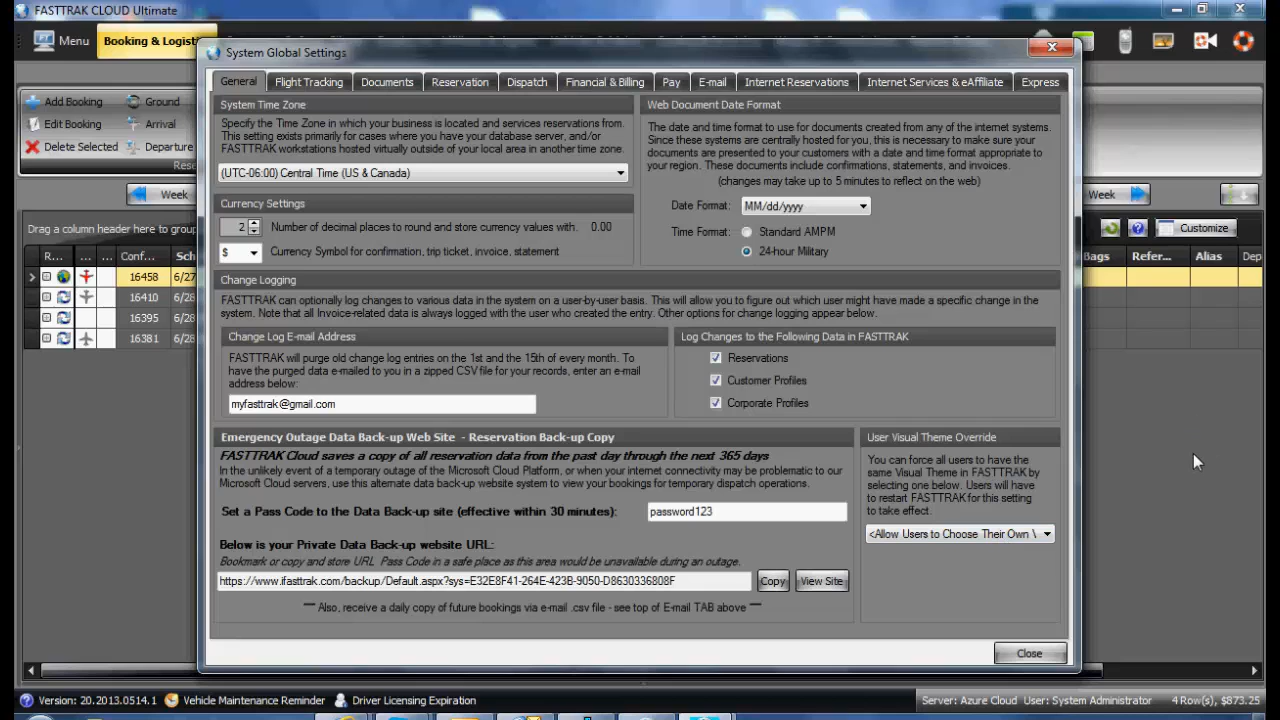 FASTTRAK CLOUD Ultimate
Menu
Booking & Logisti
System Global Settings
General
Flight Tracking
Documents
Reservation
Dispatch
Financial & Billing
Pay
E-mail
Internet Reservations
Internet Services & eAffiliate
Express
Add Booking
Ground
Edit Booking
Arrival
Delete Selected
Departure
Rese
Week
Week
Drag a column header here to group
Customize
R...
...
...
Conf...
Sch
Bags
Refer...
Alias
Dep
16458
6/27
16410
6/28
16395
6/28
16381
6/28
System Time Zone
Specify the Time Zone in which your business is located and services reservations from.
This setting exists primarily for cases where you have your database server, and/or
FASTTRAK workstations hosted virtually outside of your local area in another time zone.
(UTC-06:00) Central Time (US & Canada)
Currency Settings
2
Number of decimal places to round and store currency values with.
0.00
$
Currency Symbol for confirmation, trip ticket, invoice, statement
Web Document Date Format
The date and time format to use for documents created from any of the internet systems.
Since these systems are centrally hosted for you, this is necessary to make sure your
documents are presented to your customers with a date and time format appropriate to
your region. These documents include confirmations, statements, and invoices.
(changes may take up to 5 minutes to reflect on the web)
Date Format:
MM/dd/yyyy
Time Format:
Standard AMPM
24-hour Military
Change Logging
FASTTRAK can optionally log changes to various data in the system on a user-by-user basis. This will allow you to figure out which user might have made a specific change in the
system. Note that all Invoice-related data is always logged with the user who created the entry. Other options for change logging appear below.
Change Log E-mail Address
FASTTRAK will purge old change log entries on the 1st and the 15th of every month. To
have the purged data e-mailed to you in a zipped CSV file for your records, enter an e-mail
address below:
myfasttrak@gmail.com
Log Changes to the Following Data in FASTTRAK
Reservations
Customer Profiles
Corporate Profiles
Emergency Outage Data Back-up Web Site - Reservation Back-up Copy
FASTTRAK Cloud saves a copy of all reservation data from the past day through the next 365 days
In the unlikely event of a temporary outage of the Microsoft Cloud Platform, or when your internet connectivity may be problematic to our
Microsoft Cloud servers, use this alternate data back-up website system to view your bookings for temporary dispatch operations.
Set a Pass Code to the Data Back-up site (effective within 30 minutes):
password123
Below is your Private Data Back-up website URL:
Bookmark or copy and store URL Pass Code in a safe place as this area would be unavailable during an outage.
https://www.ifasttrak.com/backup/Default.aspx?sys=E32E8F41-264E-423B-9050-D8630336808F
Copy
View Site
Also, receive a daily copy of future bookings via e-mail .csv file - see top of E-mail TAB above
User Visual Theme Override
You can force all users to have the
same Visual Theme in FASTTRAK by
selecting one below. Users will have
to restart FASTTRAK for this setting
to take effect.
<Allow Users to Choose Their Own \
Close
Version: 20.2013.0514.1
Vehicle Maintenance Reminder
Driver Licensing Expiration
Server: Azure Cloud User: System Administrator
4 Row(s), $873.25